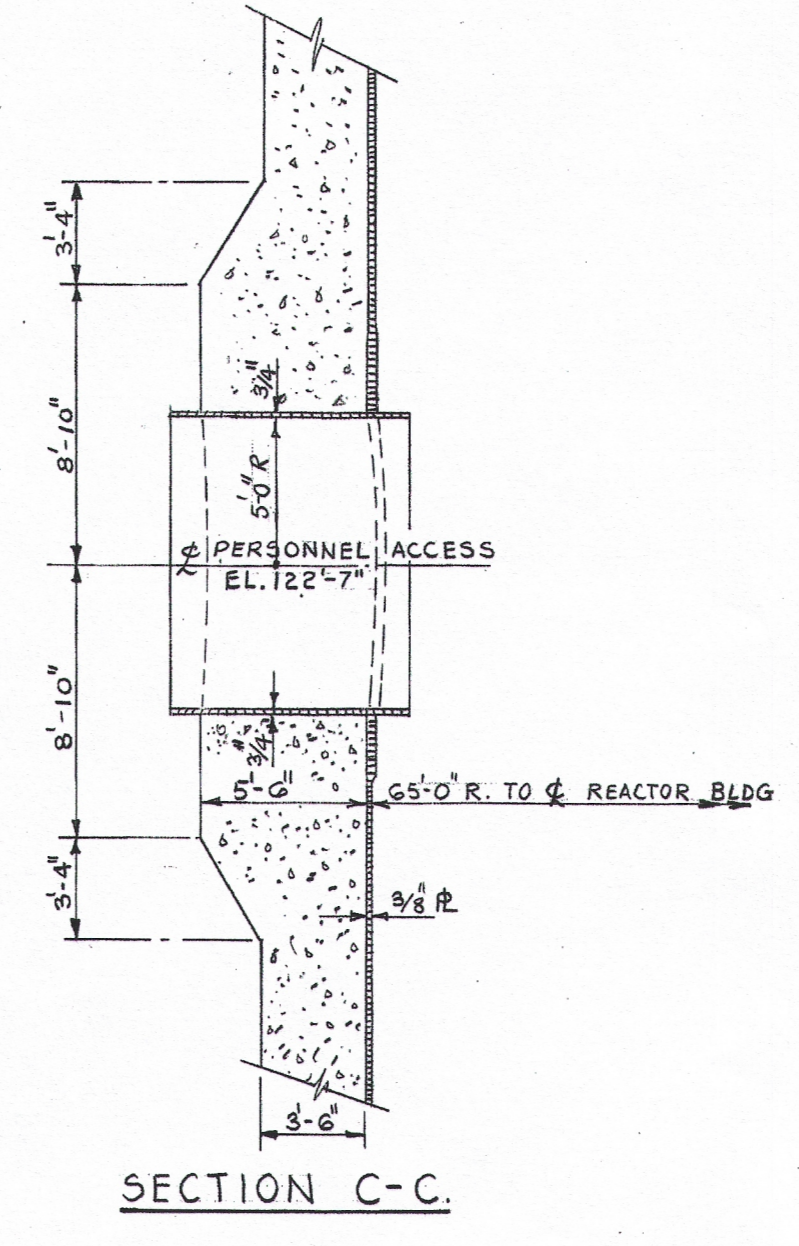 3'-4"
3/4"
8'-10"
5'-0" R
℄ PERSONNEL ACCESS
EL. 122'-7"
8'-10"
3/4"
5'-6"
65'-0" R. TO ℄ REACTOR BLDG
3'-4"
3/8" ⅊
3'-6"
SECTION C-C.